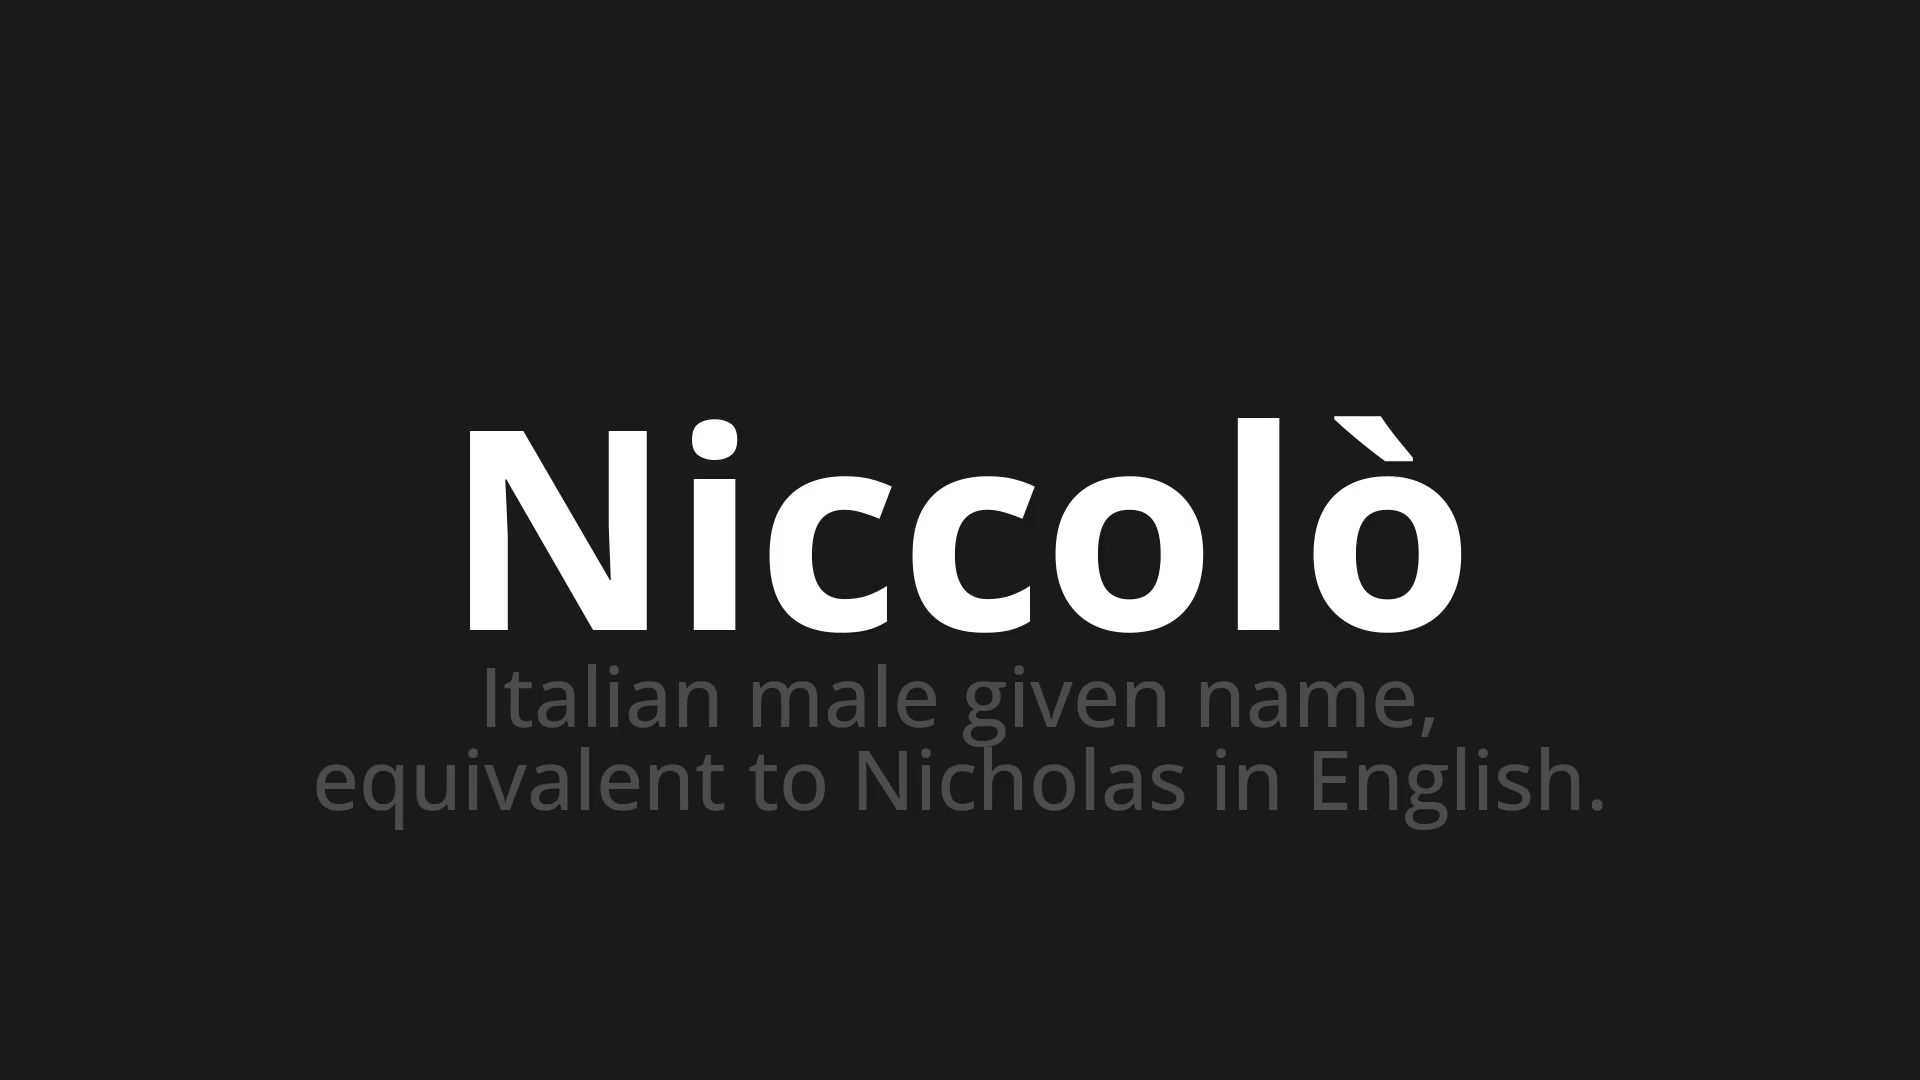 Niccolò
Italian male given name,
equivalent to Nicholas in English.